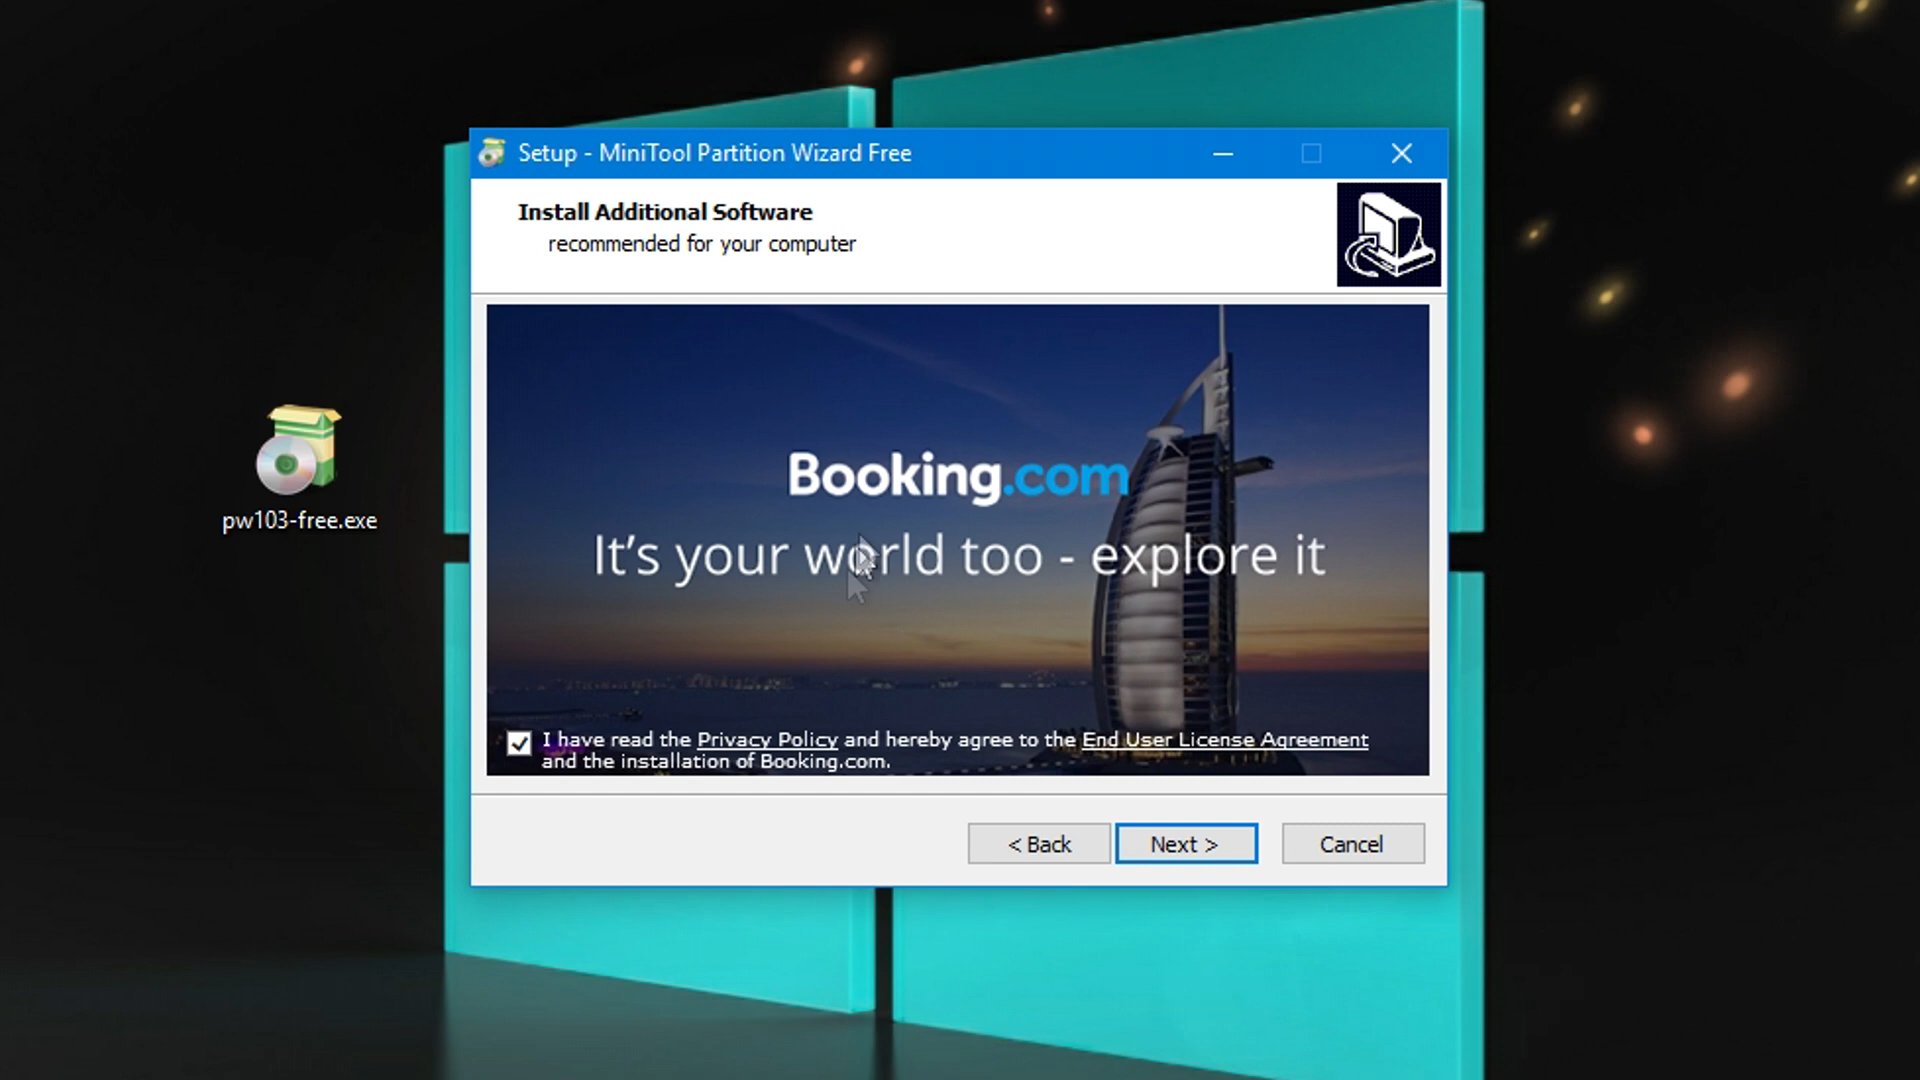 Setup - MiniTool Partition Wizard Free
Install Additional Software
recommended for your computer
pw103-free.exe
Booking.com
It's your world too - explore it
I have read the Privacy Policy and hereby agree to the End User License Agreement
and the installation of Booking.com.
< Back
Next >
Cancel